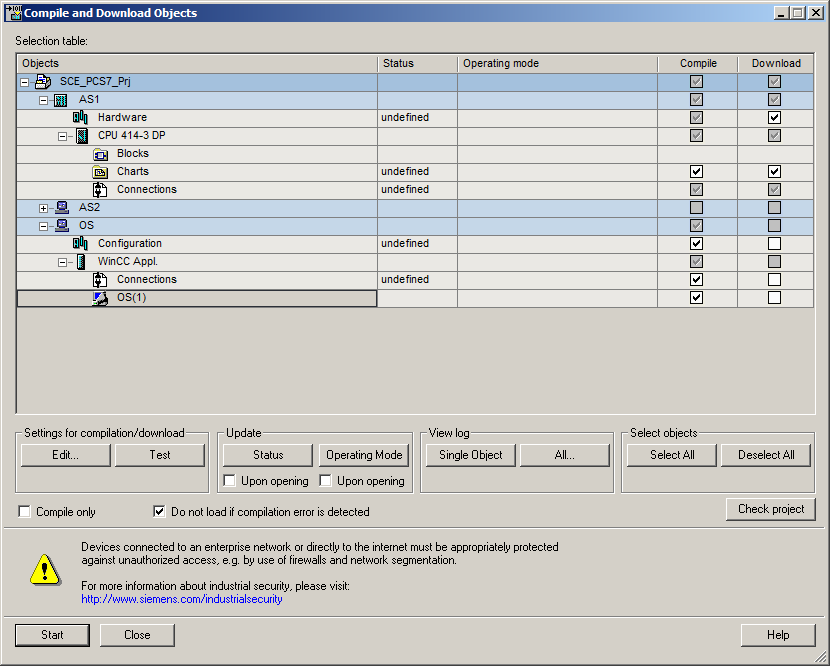 Compile and Download Objects
Selection table:
Objects Status Operating mode Compile Download
SCE_PCS7_Prj
AS1
Hardware undefined
CPU 414-3 DP
Blocks
Charts undefined
Connections undefined
AS2
OS
Configuration undefined
WinCC Appl.
Connections undefined
OS(1)
Settings for compilation/download Update View log Select objects
Edit... Test Status Operating Mode Single Object All... Select All Deselect All
Upon opening Upon opening
Compile only Do not load if compilation error is detected Check project
Devices connected to an enterprise network or directly to the internet must be appropriately protected
against unauthorized access, e.g. by use of firewalls and network segmentation.
For more information about industrial security, please visit:
http://www.siemens.com/industrialsecurity
Start Close Help